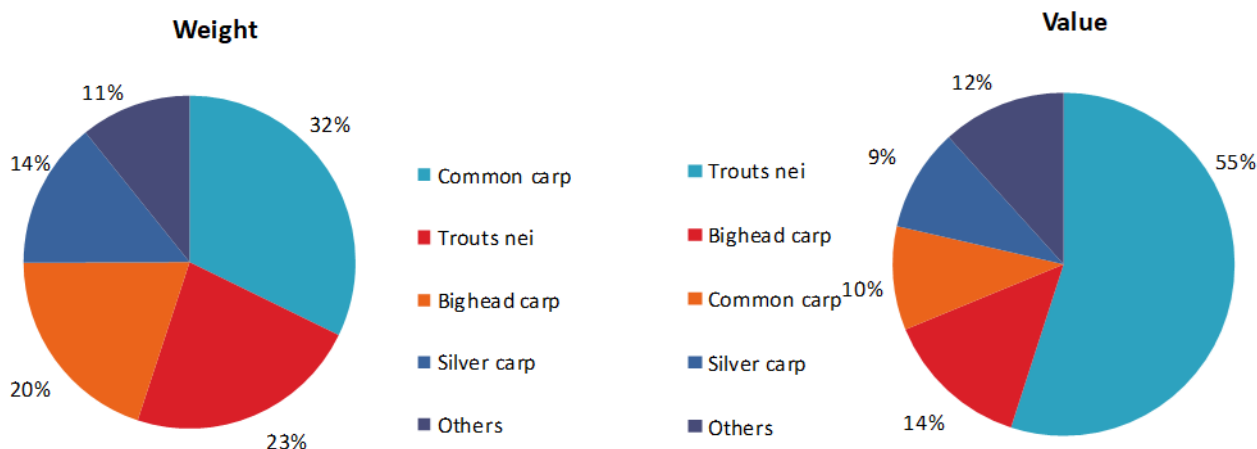 Weight
11%
32%
14%
20%
23%
Common carp
Trouts nei
Bighead carp
Silver carp
Others
Value
12%
55%
9%
10%
14%
Trouts nei
Bighead carp
Common carp
Silver carp
Others